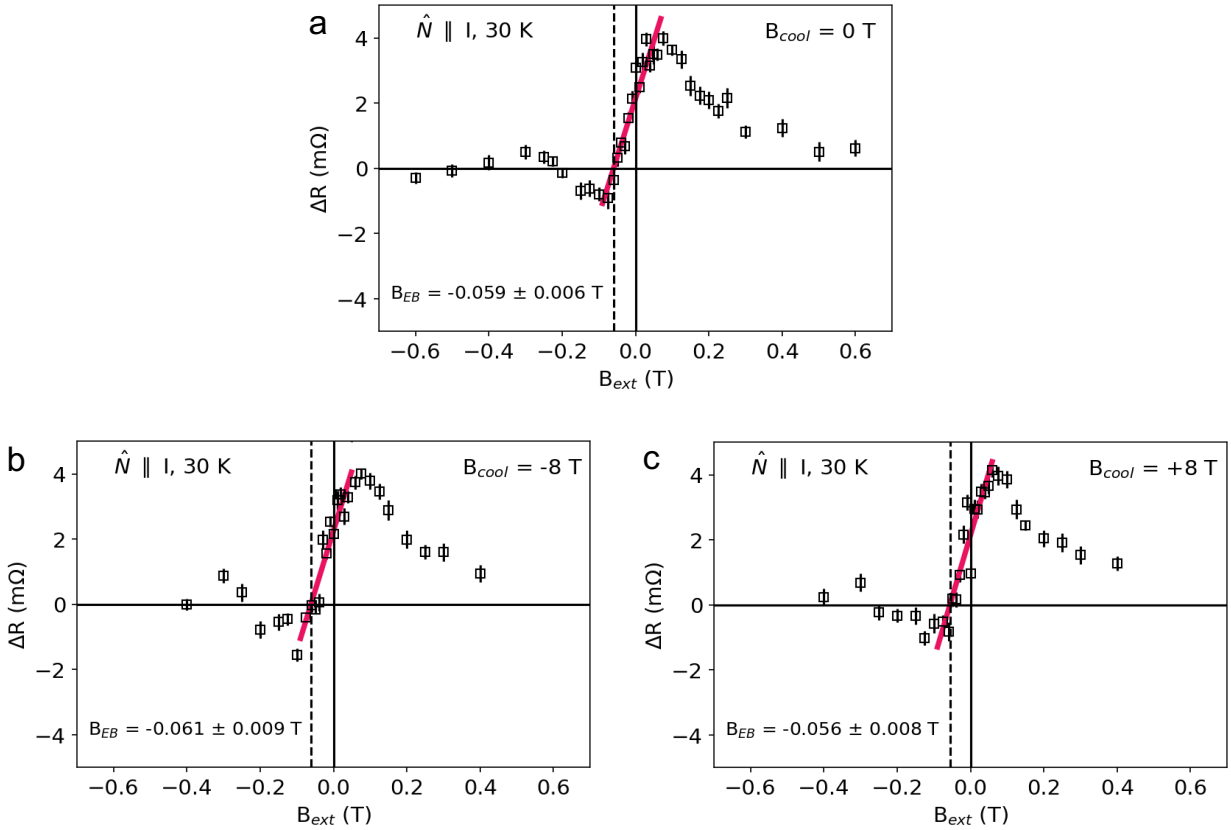 a
N̂ ∥ I, 30 K
B_cool = 0 T
4
2
0
−2
−4
ΔR (mΩ)
B_EB = -0.059 ± 0.006 T
−0.6 −0.4 −0.2 0.0 0.2 0.4 0.6
B_ext (T)
b
N̂ ∥ I, 30 K
B_cool = -8 T
4
2
0
−2
−4
ΔR (mΩ)
B_EB = -0.061 ± 0.009 T
−0.6 −0.4 −0.2 0.0 0.2 0.4 0.6
B_ext (T)
c
N̂ ∥ I, 30 K
B_cool = +8 T
4
2
0
−2
−4
ΔR (mΩ)
B_EB = -0.056 ± 0.008 T
−0.6 −0.4 −0.2 0.0 0.2 0.4 0.6
B_ext (T)